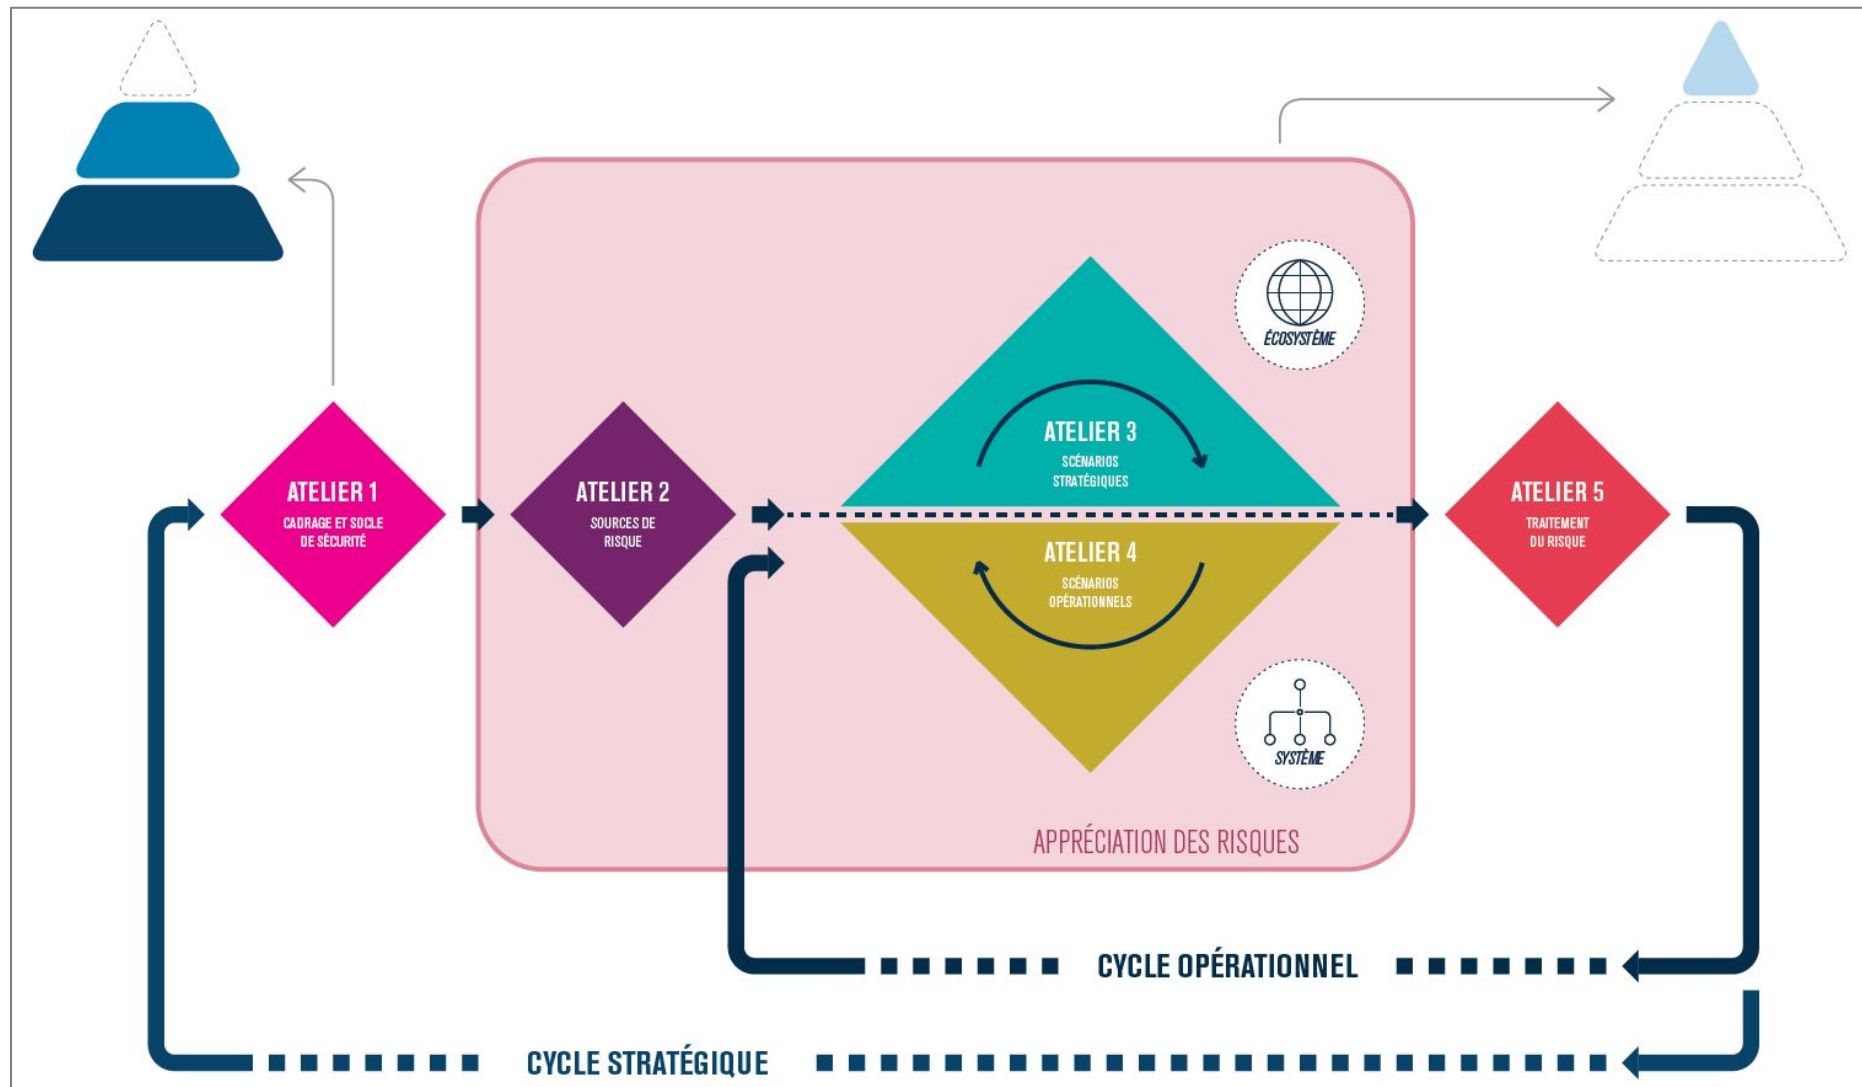 ÉCOSYSTÈME
ATELIER 1
CADRAGE ET SOCLE
DE SÉCURITÉ
ATELIER 2
SOURCES DE
RISQUE
ATELIER 3
SCÉNARIOS
STRATÉGIQUES
ATELIER 4
SCÉNARIOS
OPÉRATIONNELS
ATELIER 5
TRAITEMENT
DU RISQUE
SYSTÈME
APPRÉCIATION DES RISQUES
CYCLE OPÉRATIONNEL
CYCLE STRATÉGIQUE